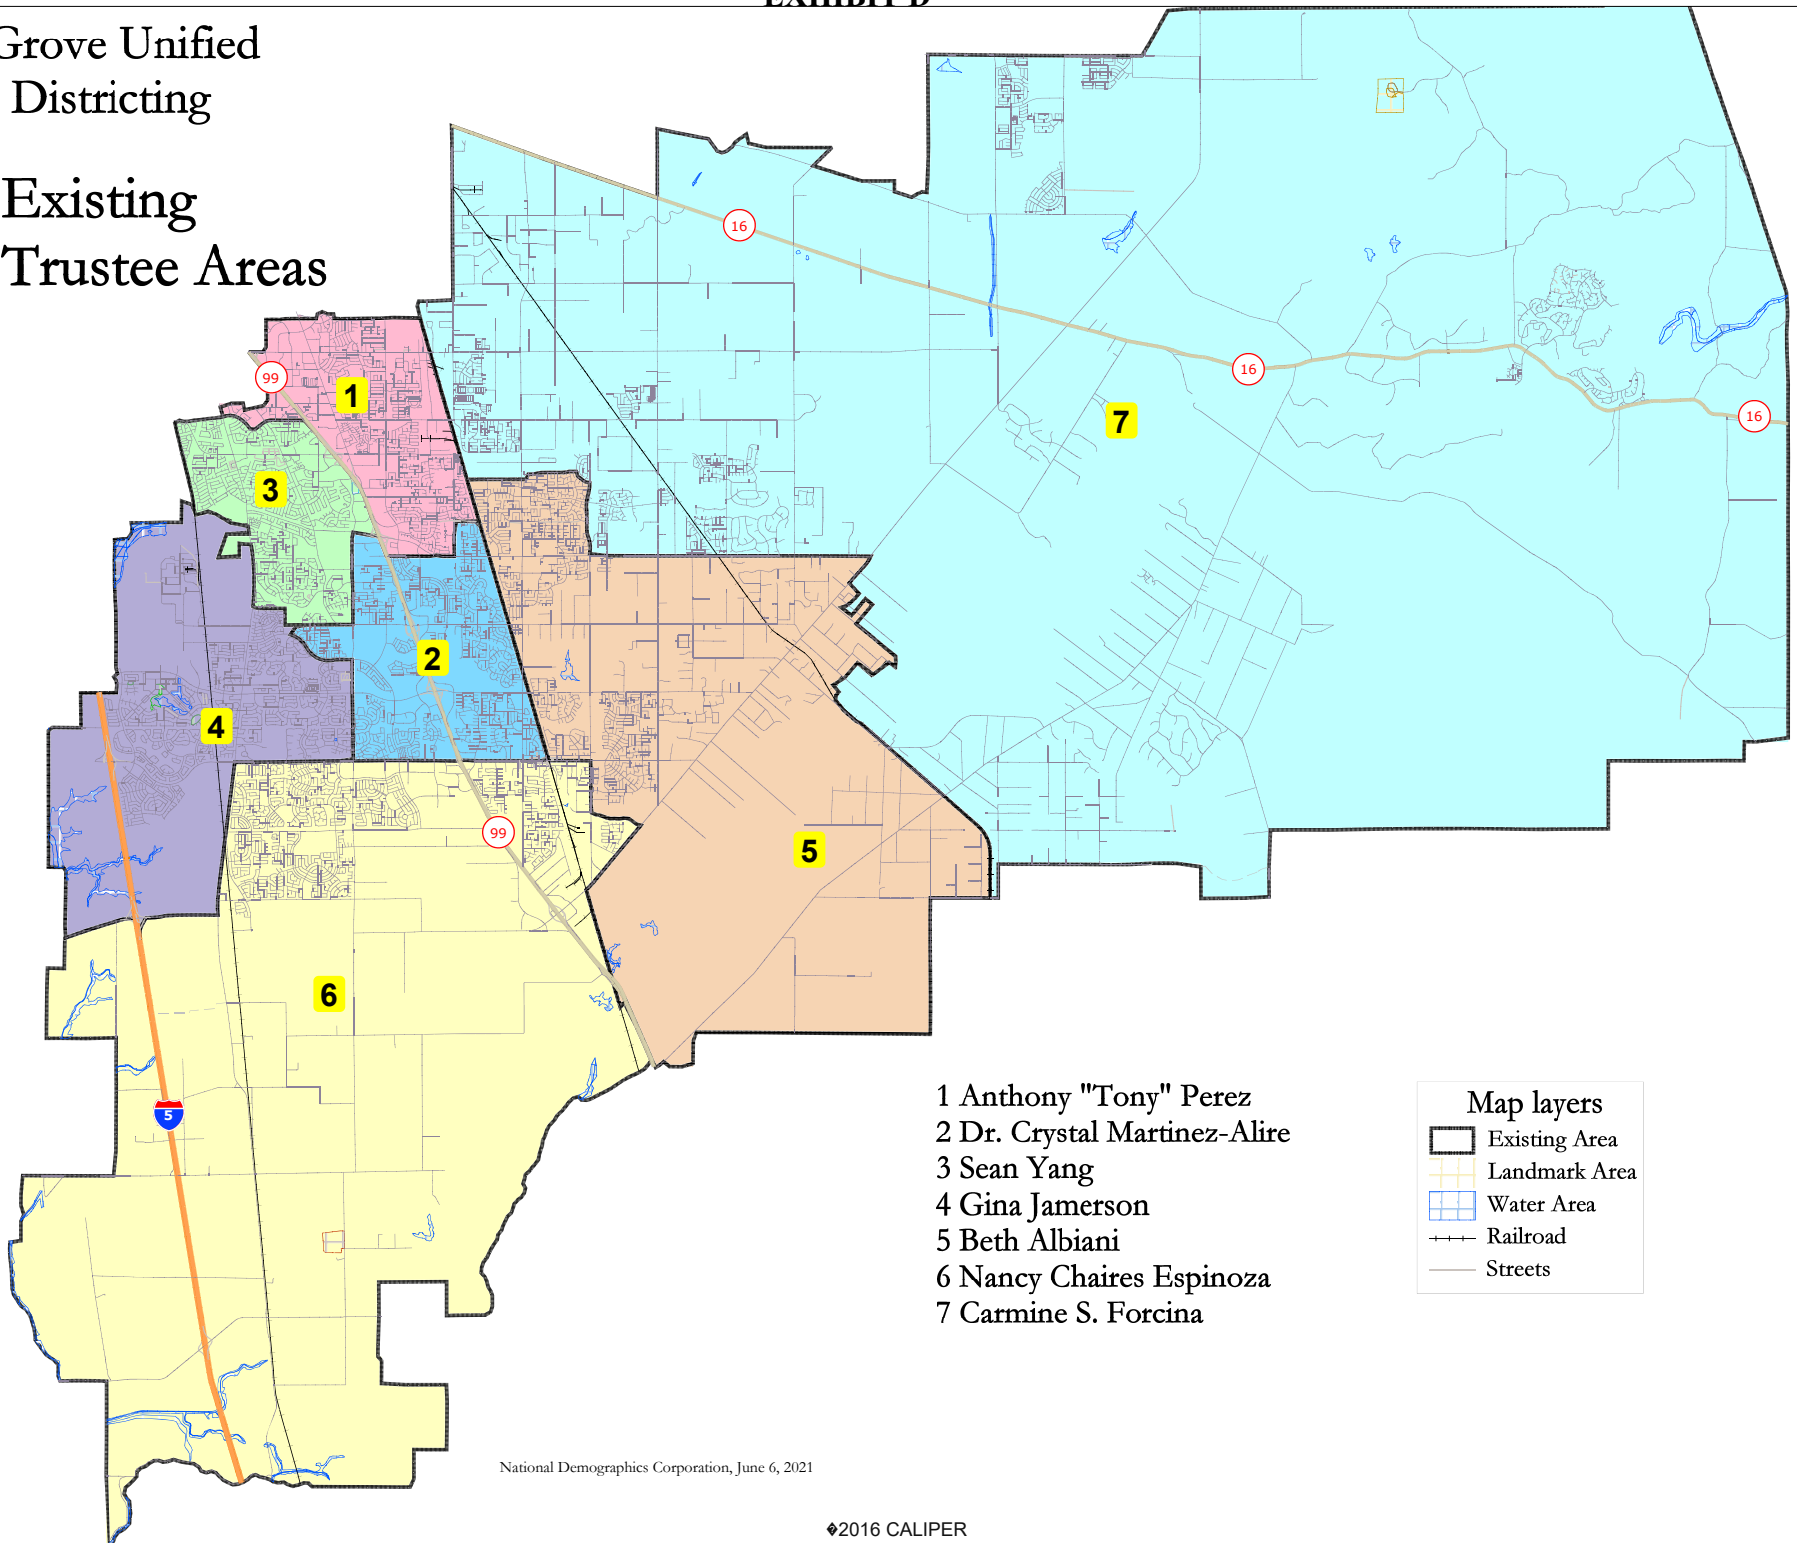 Grove Unified
Districting
Existing
Trustee Areas
16
99
1
7
16
16
3
2
4
99
5
6
5
1 Anthony "Tony" Perez
2 Dr. Crystal Martinez-Alire
3 Sean Yang
4 Gina Jamerson
5 Beth Albiani
6 Nancy Chaires Espinoza
7 Carmine S. Forcina
Map layers
Existing Area
Landmark Area
Water Area
Railroad
Streets
National Demographics Corporation, June 6, 2021
�2016 CALIPER